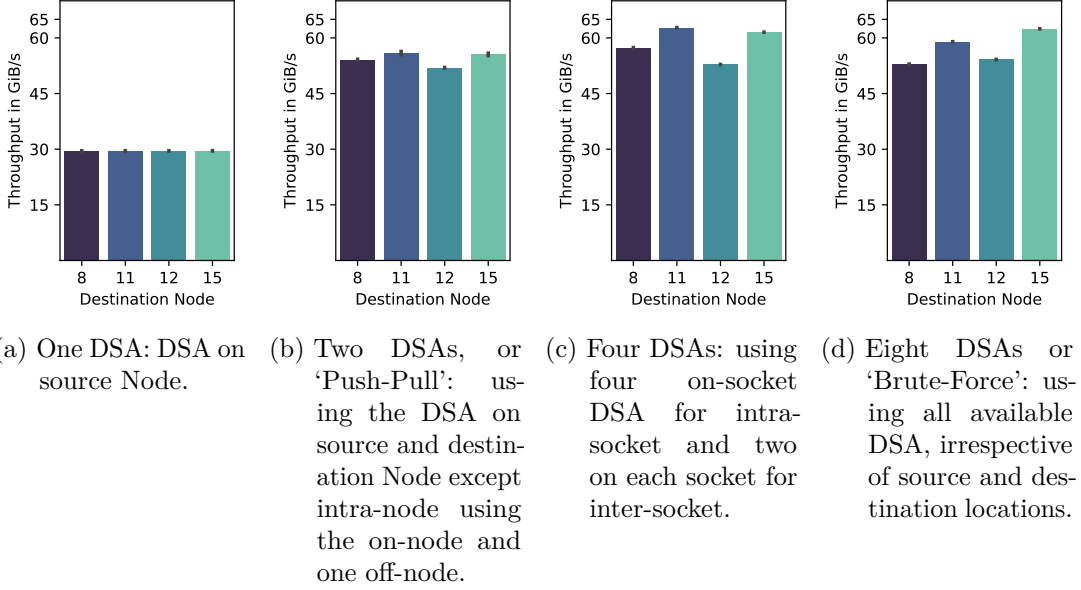 65
60
45
30
15
Throughput in GiB/s
8 11 12 15
Destination Node
65
60
45
30
15
Throughput in GiB/s
8 11 12 15
Destination Node
65
60
45
30
15
Throughput in GiB/s
8 11 12 15
Destination Node
65
60
45
30
15
Throughput in GiB/s
8 11 12 15
Destination Node
a) One DSA: DSA on
source Node.
(b) Two DSAs, or
‘Push-Pull’: us-
ing the DSA on
source and destin-
ation Node except
intra-node using
the on-node and
one off-node.
(c) Four DSAs: using
four on-socket
DSA for intra-
socket and two
on each socket for
inter-socket.
(d) Eight DSAs or
‘Brute-Force’: us-
ing all available
DSA, irrespective
of source and des-
tination locations.